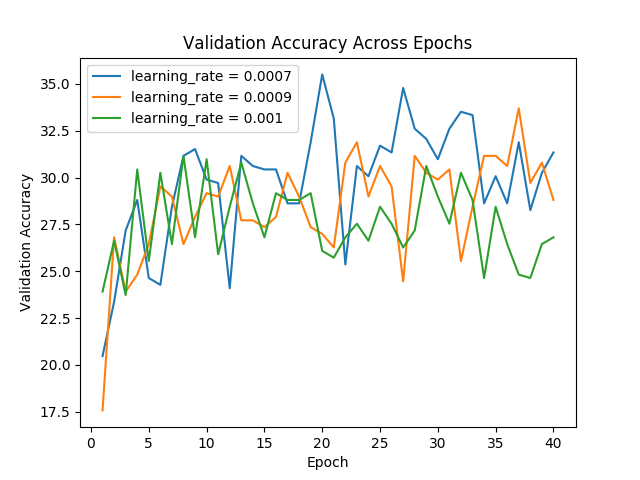 Validation Accuracy Across Epochs
learning_rate = 0.0007
learning_rate = 0.0009
learning_rate = 0.001
Validation Accuracy
35.0
32.5
30.0
27.5
25.0
22.5
20.0
17.5
0 5 10 15 20 25 30 35 40
Epoch